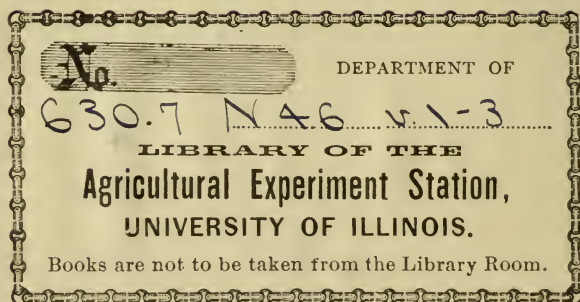 No.
DEPARTMENT OF
630.7 N46 v.1-3
LIBRARY OF THE
Agricultural Experiment Station,
UNIVERSITY OF ILLINOIS.
Books are not to be taken from the Library Room.